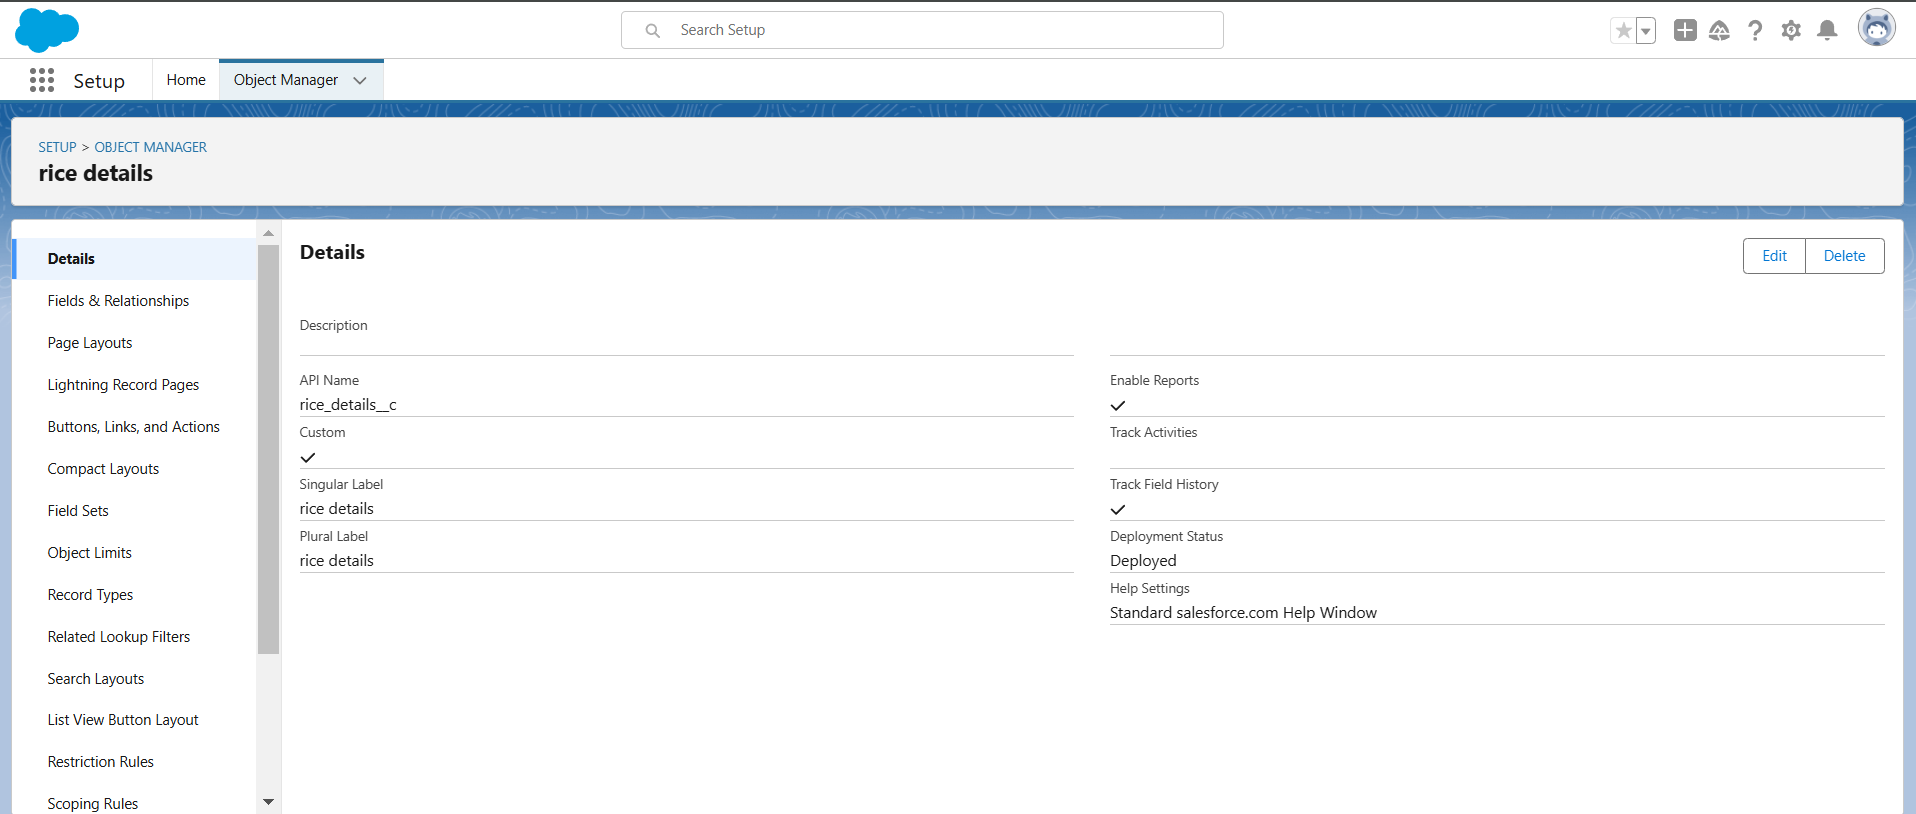 Search Setup
Setup
Home
Object Manager
SETUP > OBJECT MANAGER
rice details
Details
Fields & Relationships
Page Layouts
Lightning Record Pages
Buttons, Links, and Actions
Compact Layouts
Field Sets
Object Limits
Record Types
Related Lookup Filters
Search Layouts
List View Button Layout
Restriction Rules
Scoping Rules
Details
Edit
Delete
Description
API Name
rice_details__c
Custom
Singular Label
rice details
Plural Label
rice details
Enable Reports
Track Activities
Track Field History
Deployment Status
Deployed
Help Settings
Standard salesforce.com Help Window